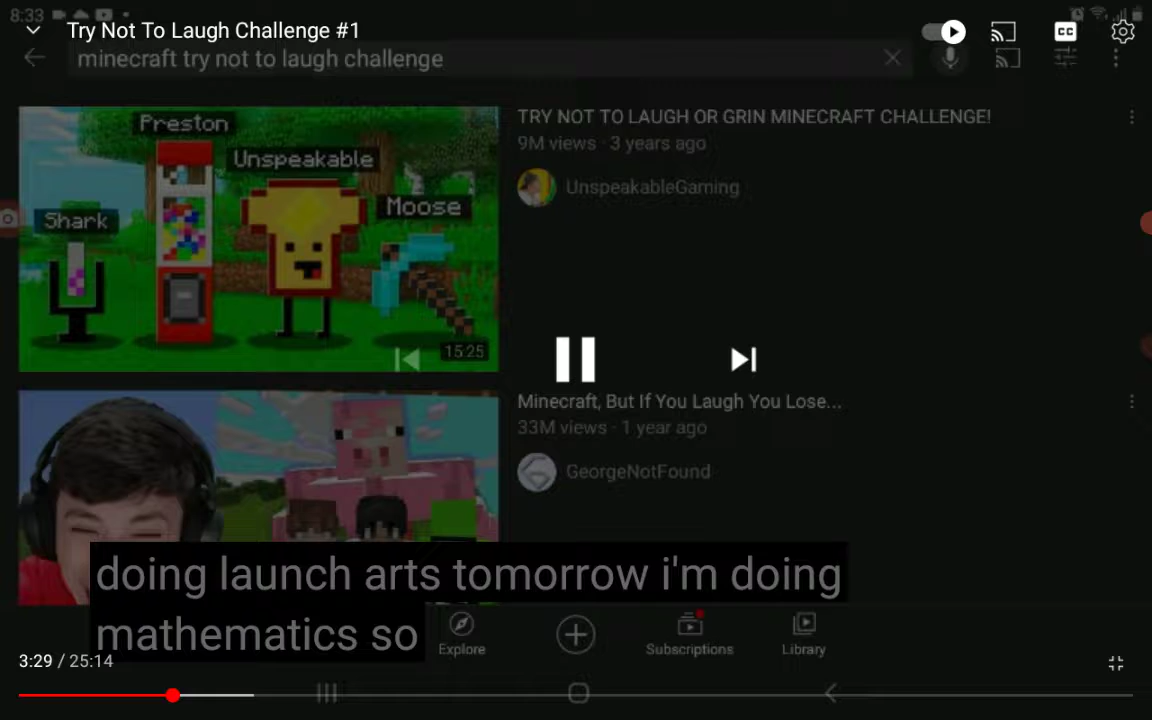 8:33
Try Not To Laugh Challenge #1
CC
minecraft try not to laugh challenge
Preston
Unspeakable
Moose
Shark
15:25
TRY NOT TO LAUGH OR GRIN MINECRAFT CHALLENGE!
9M views · 3 years ago
UnspeakableGaming
Minecraft, But If You Laugh You Lose...
33M views · 1 year ago
GeorgeNotFound
doing launch arts tomorrow i'm doing
mathematics so
Explore
Subscriptions
Library
3:29 / 25:14